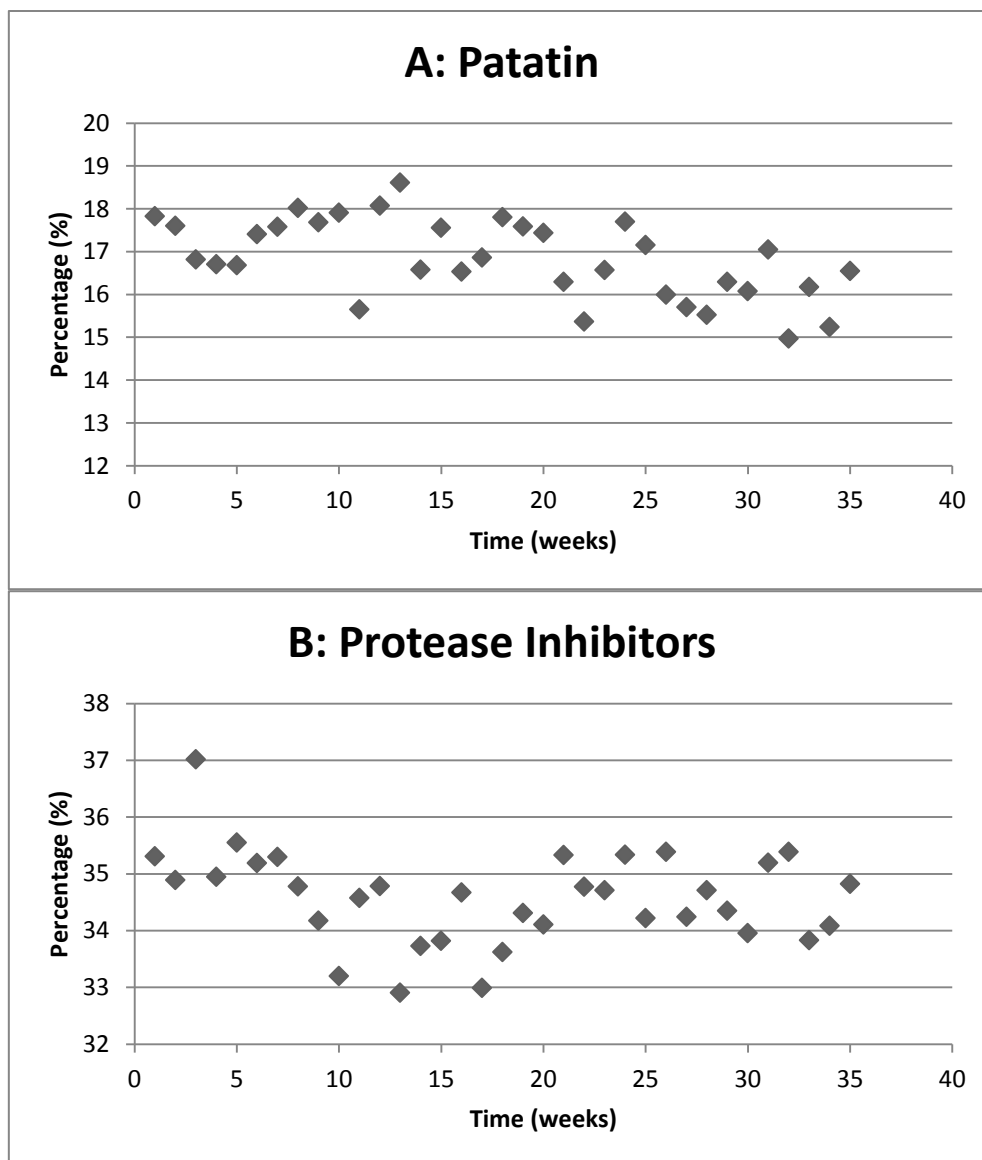 A: Patatin
20
19
18
17
16
15
14
13
12
Percentage (%)
0 5 10 15 20 25 30 35 40
Time (weeks)
B: Protease Inhibitors
38
37
36
35
34
33
32
Percentage (%)
0 5 10 15 20 25 30 35 40
Time (weeks)